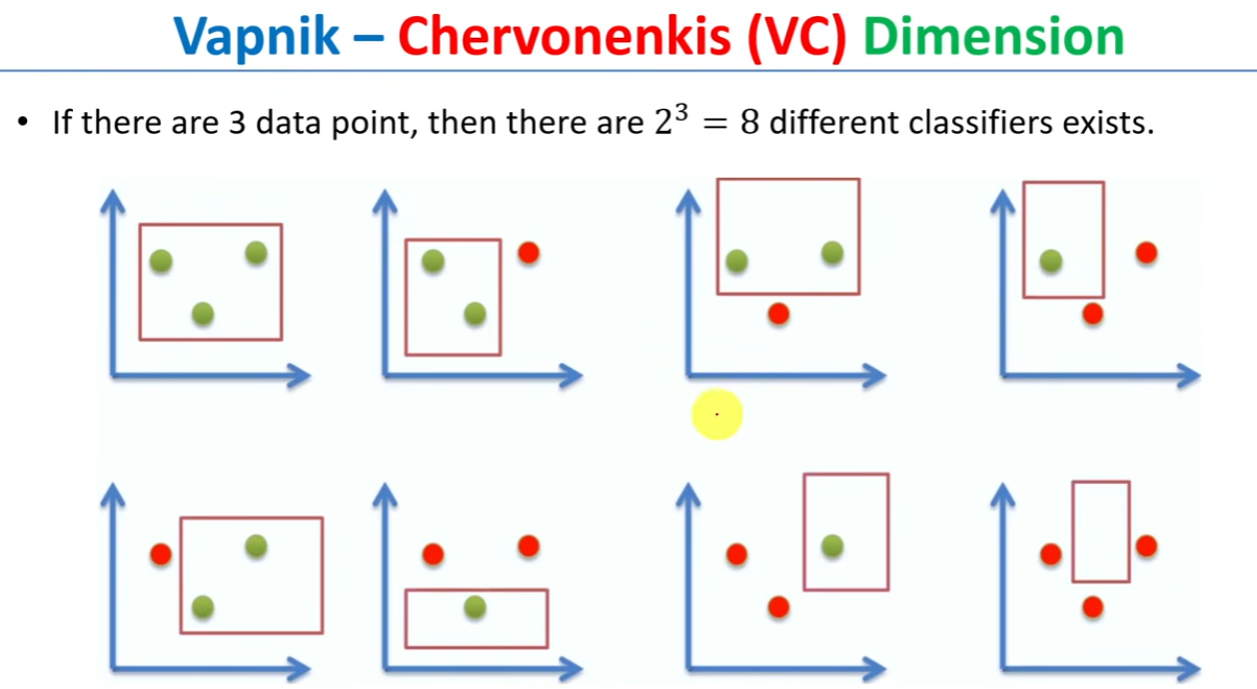 Vapnik – Chervonenkis (VC) Dimension
• If there are 3 data point, then there are 2³ = 8 different classifiers exists.